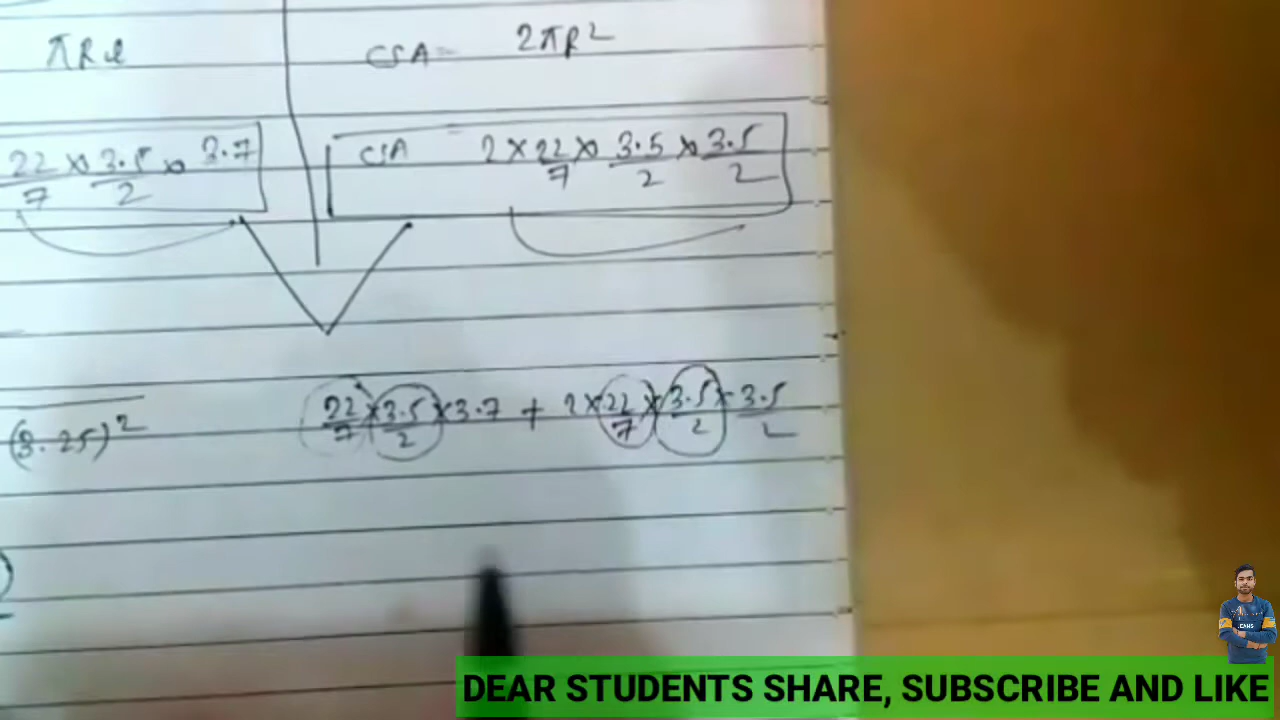 πRl
CSA = 2πR²
22/7 × 3.5/2 × 3.7
CSA 2 × 22/7 × 3.5/2 × 3.5/2
(3.25)² 22/7 × 3.5/2 × 3.7 + 2 × 22/7 × 3.5/2 × 3.5/2
DEAR STUDENTS SHARE, SUBSCRIBE AND LIKE